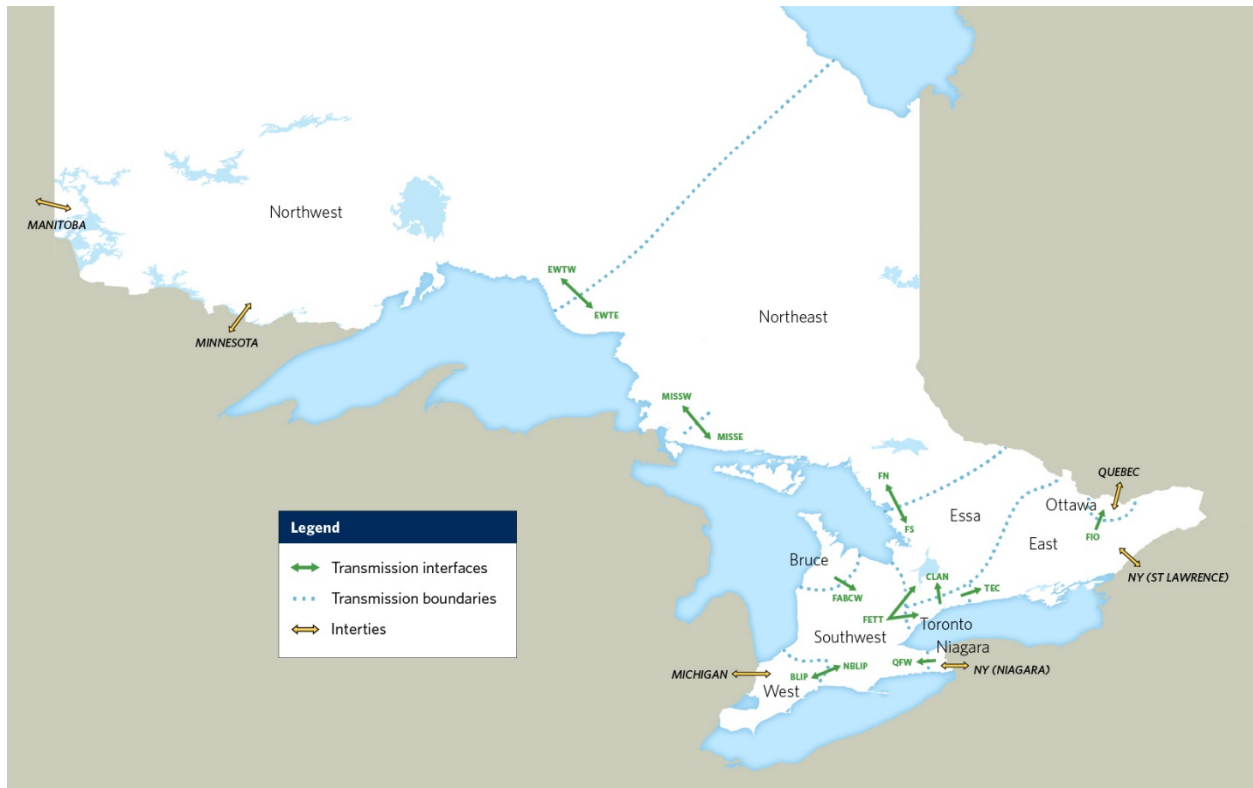 Northwest
MANITOBA
EWTW
EWTE
MINNESOTA
Northeast
MISSW
MISSE
FN
FS
QUEBEC
Ottawa
Essa
FIO
East
NY (ST LAWRENCE)
Bruce
FABCW
CLAN
TEC
FETT
Toronto
Southwest
Niagara
QFW
NY (NIAGARA)
MICHIGAN
NBLIP
BLIP
West
Legend
Transmission interfaces
Transmission boundaries
Interties